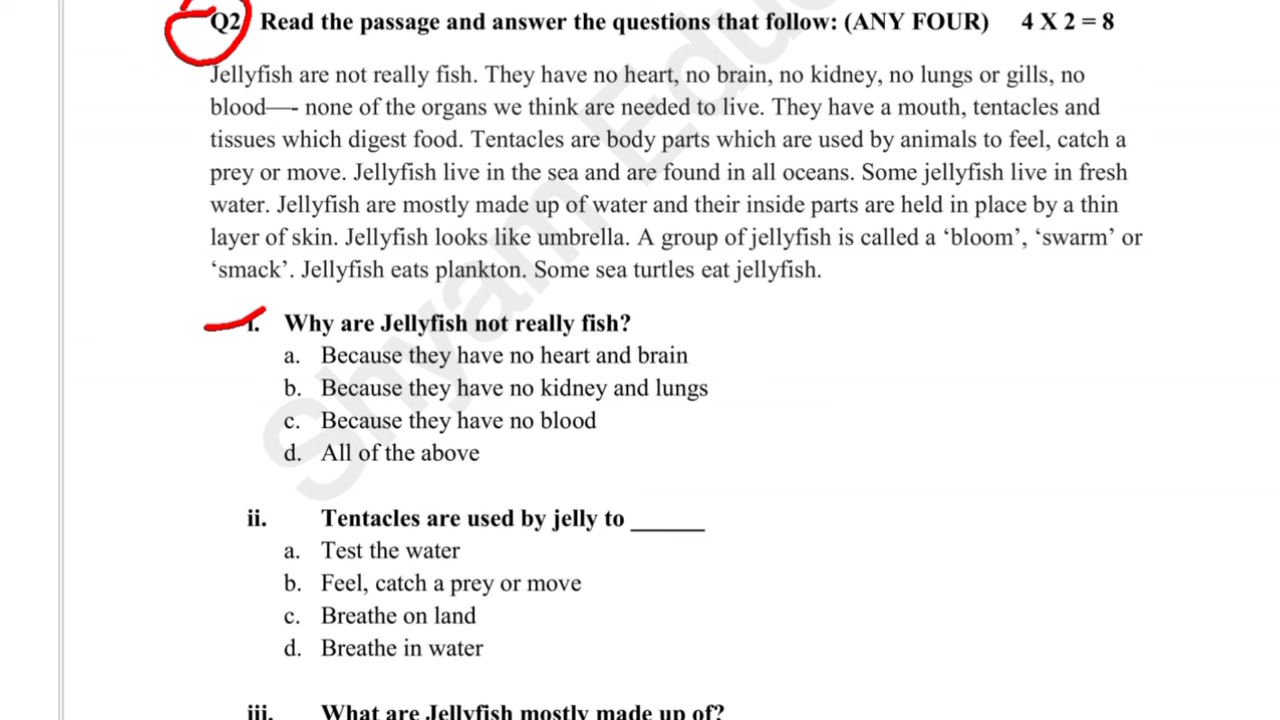 Q2 Read the passage and answer the questions that follow: (ANY FOUR) 4 X 2 = 8
Jellyfish are not really fish. They have no heart, no brain, no kidney, no lungs or gills, no
blood—- none of the organs we think are needed to live. They have a mouth, tentacles and
tissues which digest food. Tentacles are body parts which are used by animals to feel, catch a
prey or move. Jellyfish live in the sea and are found in all oceans. Some jellyfish live in fresh
water. Jellyfish are mostly made up of water and their inside parts are held in place by a thin
layer of skin. Jellyfish looks like umbrella. A group of jellyfish is called a ‘bloom’, ‘swarm’ or
‘smack’. Jellyfish eats plankton. Some sea turtles eat jellyfish.
i. Why are Jellyfish not really fish?
a. Because they have no heart and brain
b. Because they have no kidney and lungs
c. Because they have no blood
d. All of the above
ii. Tentacles are used by jelly to ______
a. Test the water
b. Feel, catch a prey or move
c. Breathe on land
d. Breathe in water
iii. What are Jellyfish mostly made up of?
Shyam